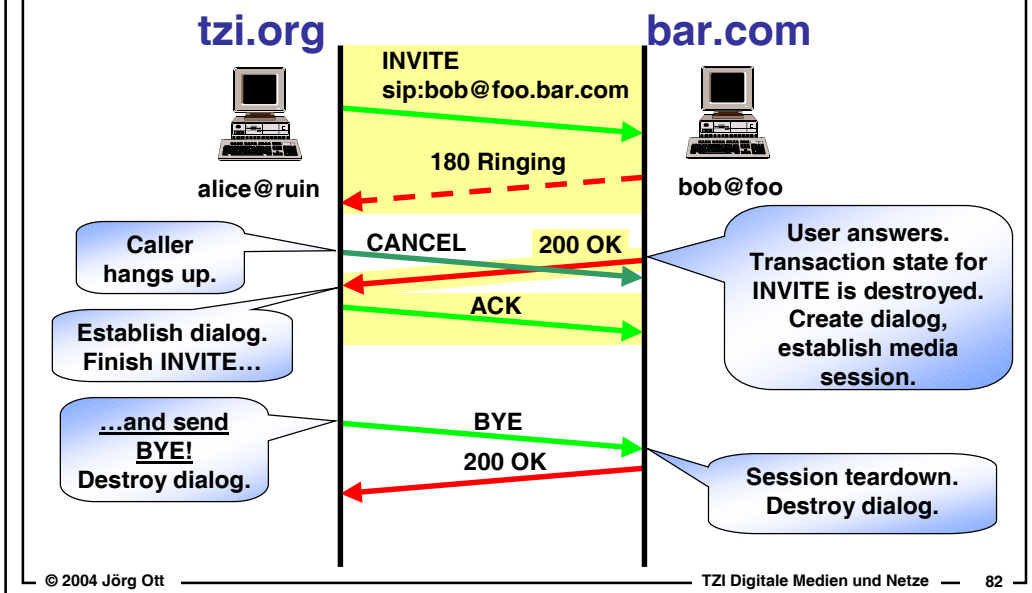 tzi.org
bar.com
INVITE
sip:bob@foo.bar.com
180 Ringing
alice@ruin
bob@foo
Caller
hangs up.
CANCEL
200 OK
User answers.
Transaction state for
INVITE is destroyed.
Create dialog,
establish media
session.
ACK
Establish dialog.
Finish INVITE…
…and send
BYE!
Destroy dialog.
BYE
200 OK
Session teardown.
Destroy dialog.
© 2004 Jörg Ott
TZI Digitale Medien und Netze
82